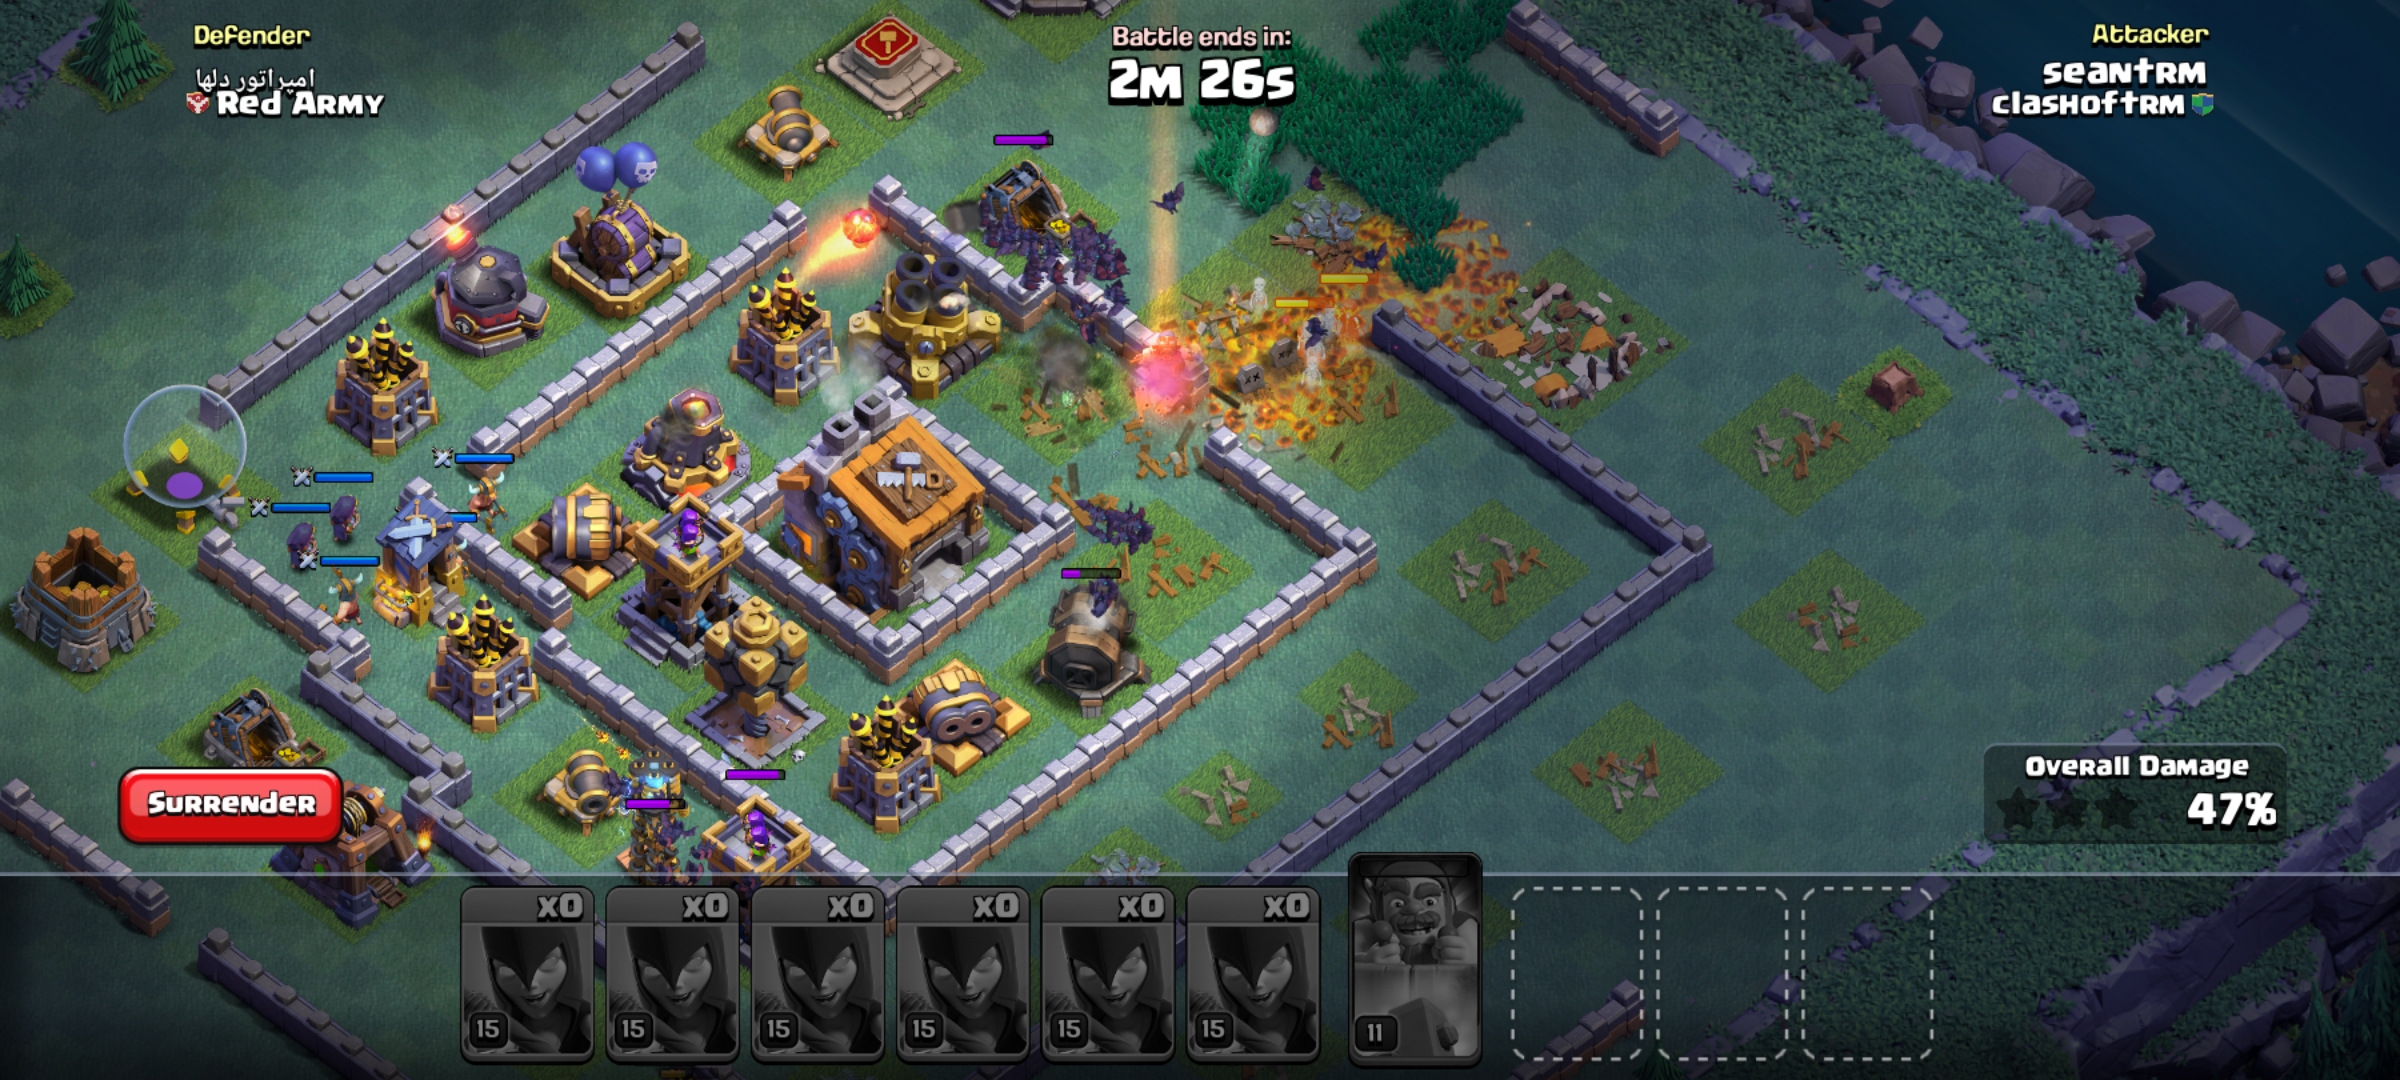 Defender
امپراتور دلها
Red Army
Battle ends in:
2M 26s
Attacker
seantrm
clashoftrm
Surrender
Overall Damage
47%
x0
x0
x0
x0
x0
x0
15
15
15
15
15
15
11